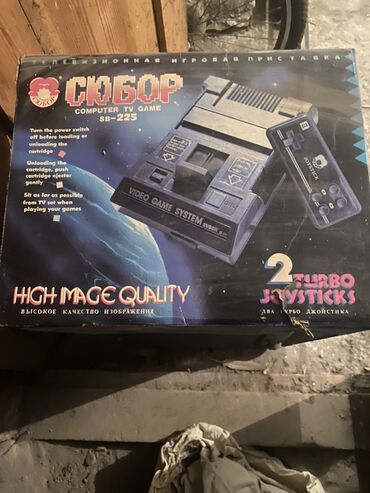 ТЕЛЕВИЗИОННАЯ ИГРОВАЯ ПРИСТАВКА
СЮБОР
СЮБОР
COMPUTER TV GAME
SB-225
Turn the power switch
off before loading or
unloading the
cartridge
Unloading the
cartridge, push
cartridge ejector
gently
Sit as far as possible
from TV set when
playing your games
VIDEO GAME SYSTEM
HIGH IMAGE QUALITY
ВЫСОКОЕ КАЧЕСТВО ИЗОБРАЖЕНИЯ
2 TURBO
JOYSTICKS
ДВА ТУРБО ДЖОЙСТИКА